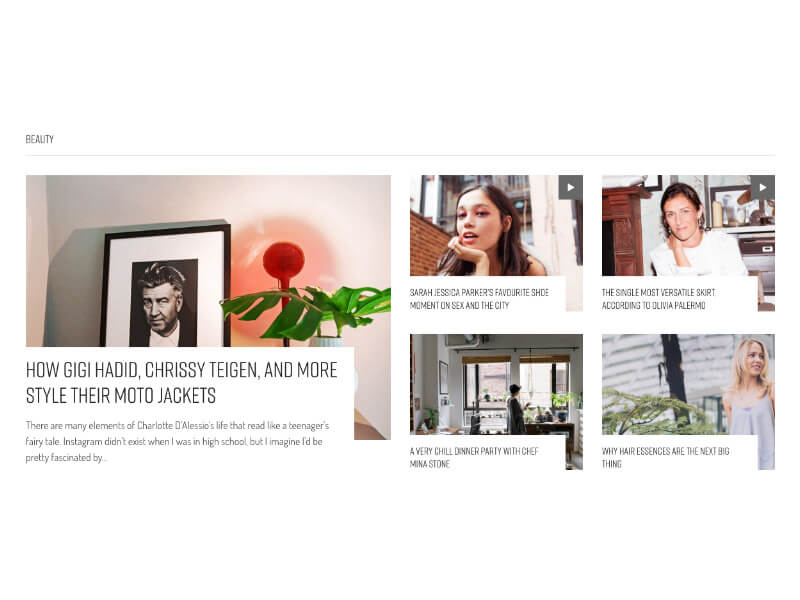 BEAUTY
HOW GIGI HADID, CHRISSY TEIGEN, AND MORE
STYLE THEIR MOTO JACKETS
There are many elements of Charlotte D'Alessio's life that read like a teenager's
fairy tale. Instagram didn't exist when I was in high school, but I imagine I'd be
pretty fascinated by...
SARAH JESSICA PARKER'S FAVOURITE SHOE
MOMENT ON SEX AND THE CITY
THE SINGLE MOST VERSATILE SKIRT,
ACCORDING TO OLIVIA PALERMO
A VERY CHILL DINNER PARTY WITH CHEF
MINA STONE
WHY HAIR ESSENCES ARE THE NEXT BIG
THING